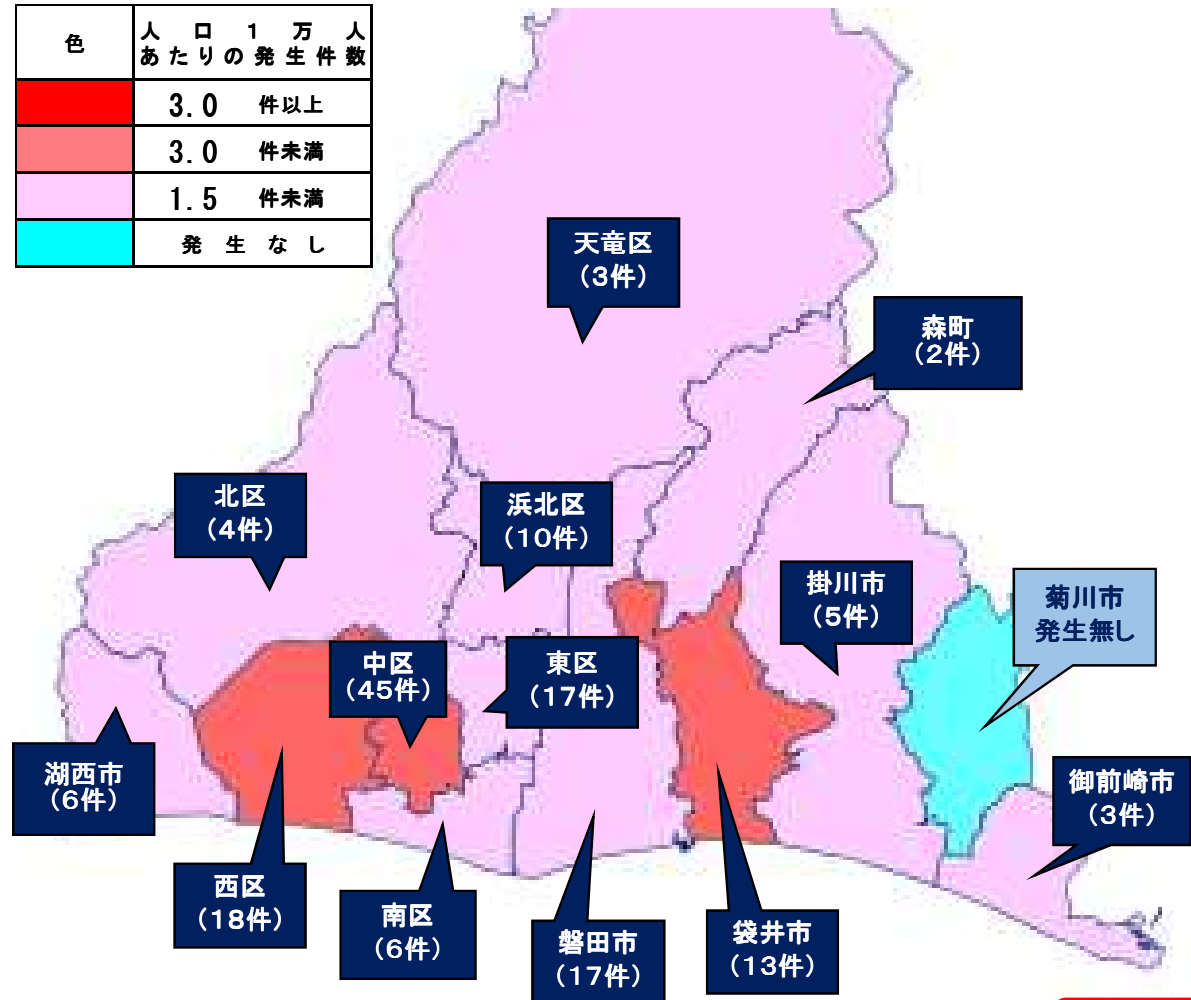 色
人口1万人
あたりの発生件数
3.0 件以上
3.0 件未満
1.5 件未満
発生なし
天竜区
(3件)
森町
(2件)
北区
(4件)
浜北区
(10件)
掛川市
(5件)
菊川市
発生無し
中区
(45件)
東区
(17件)
湖西市
(6件)
御前崎市
(3件)
西区
(18件)
南区
(6件)
磐田市
(17件)
袋井市
(13件)